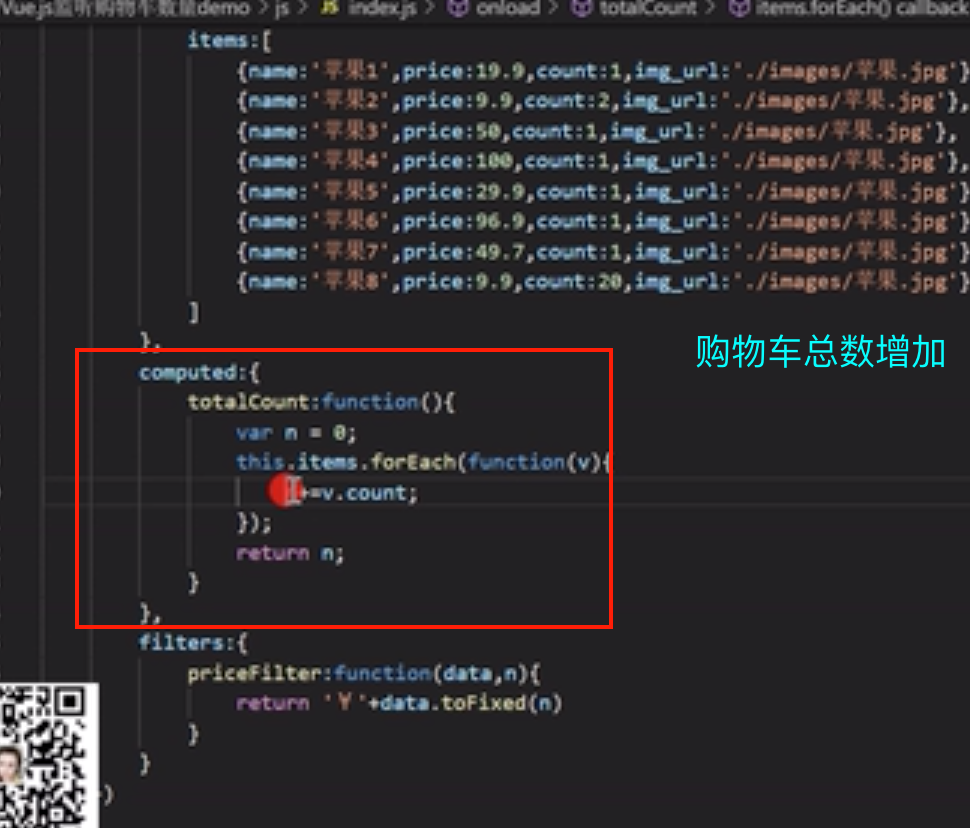 Vue.js监听购物车数量demo > js > JS index.js > onload > totalCount > items.forEach() callback
items:[
{name:'苹果1',price:19.9,count:1,img_url:'./images/苹果.jpg'}
{name:'苹果2',price:9.9,count:2,img_url:'./images/苹果.jpg'},
{name:'苹果3',price:50,count:1,img_url:'./images/苹果.jpg'},
{name:'苹果4',price:100,count:1,img_url:'./images/苹果.jpg'},
{name:'苹果5',price:29.9,count:1,img_url:'./images/苹果.jpg'}
{name:'苹果6',price:96.9,count:1,img_url:'./images/苹果.jpg'}
{name:'苹果7',price:49.7,count:1,img_url:'./images/苹果.jpg'}
{name:'苹果8',price:9.9,count:20,img_url:'./images/苹果.jpg'}
]
},
购物车总数增加
computed:{
totalCount:function(){
var n = 0;
this.items.forEach(function(v){
+=v.count;
});
return n;
}
},
filters:{
priceFilter:function(data,n){
return '¥'+data.toFixed(n)
}
}
)